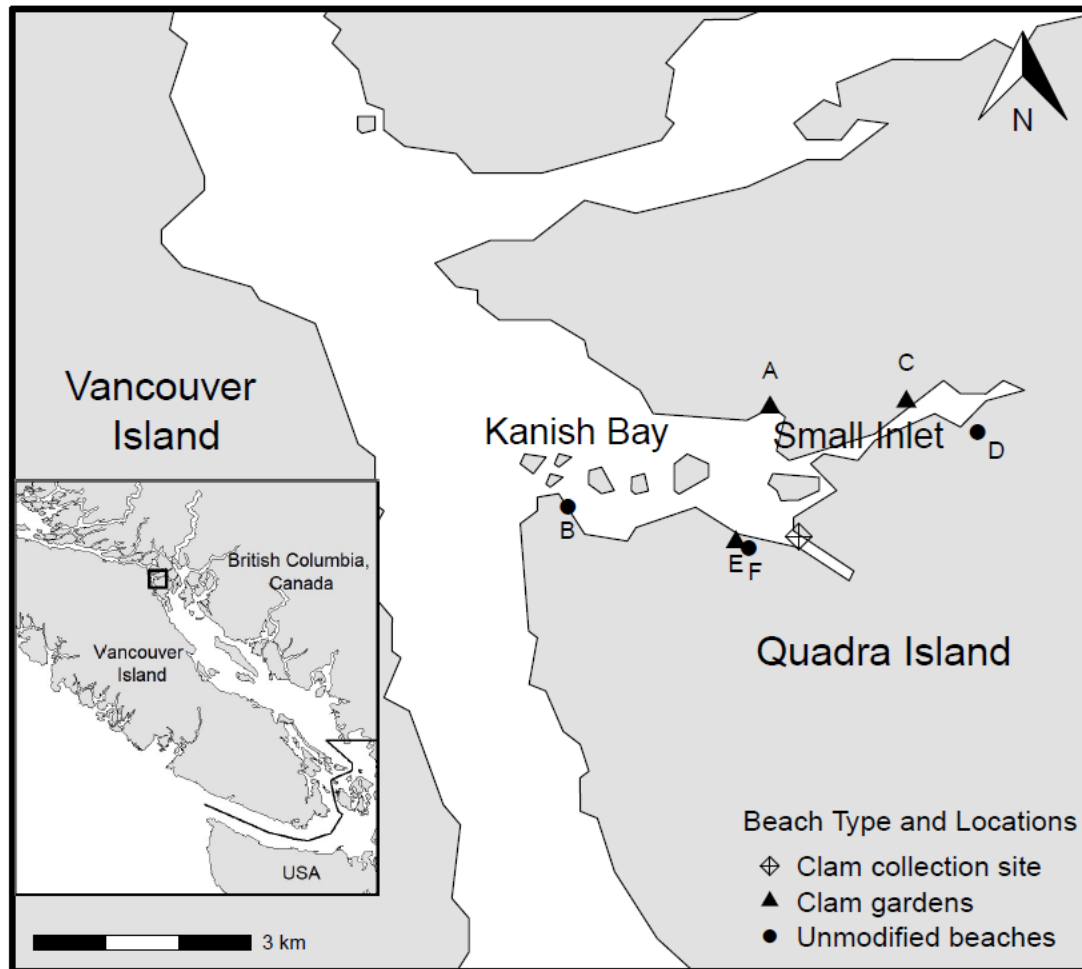 N
A
C
Vancouver
Island
Kanish Bay
Small Inlet
D
B
E
F
British Columbia,
Canada
Vancouver
Island
USA
Quadra Island
Beach Type and Locations
Clam collection site
Clam gardens
Unmodified beaches
3 km